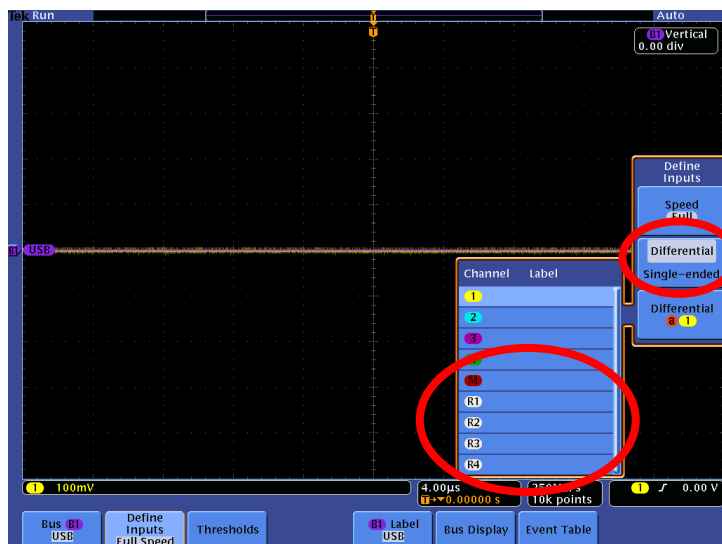 Tek Run
Auto
T
T
B1 Vertical
0.00 div
Define
Inputs
Speed
Full
B1 USB
Differential
Single-ended
Differential
a 1
Channel Label
1
2
3
M
R1
R2
R3
R4
1 100mV
4.00µs
T→▼0.00000 s
10k points
1 0.00 V
Bus B1
USB
Define
Inputs
Full Speed
Thresholds
B1 Label
USB
Bus Display
Event Table